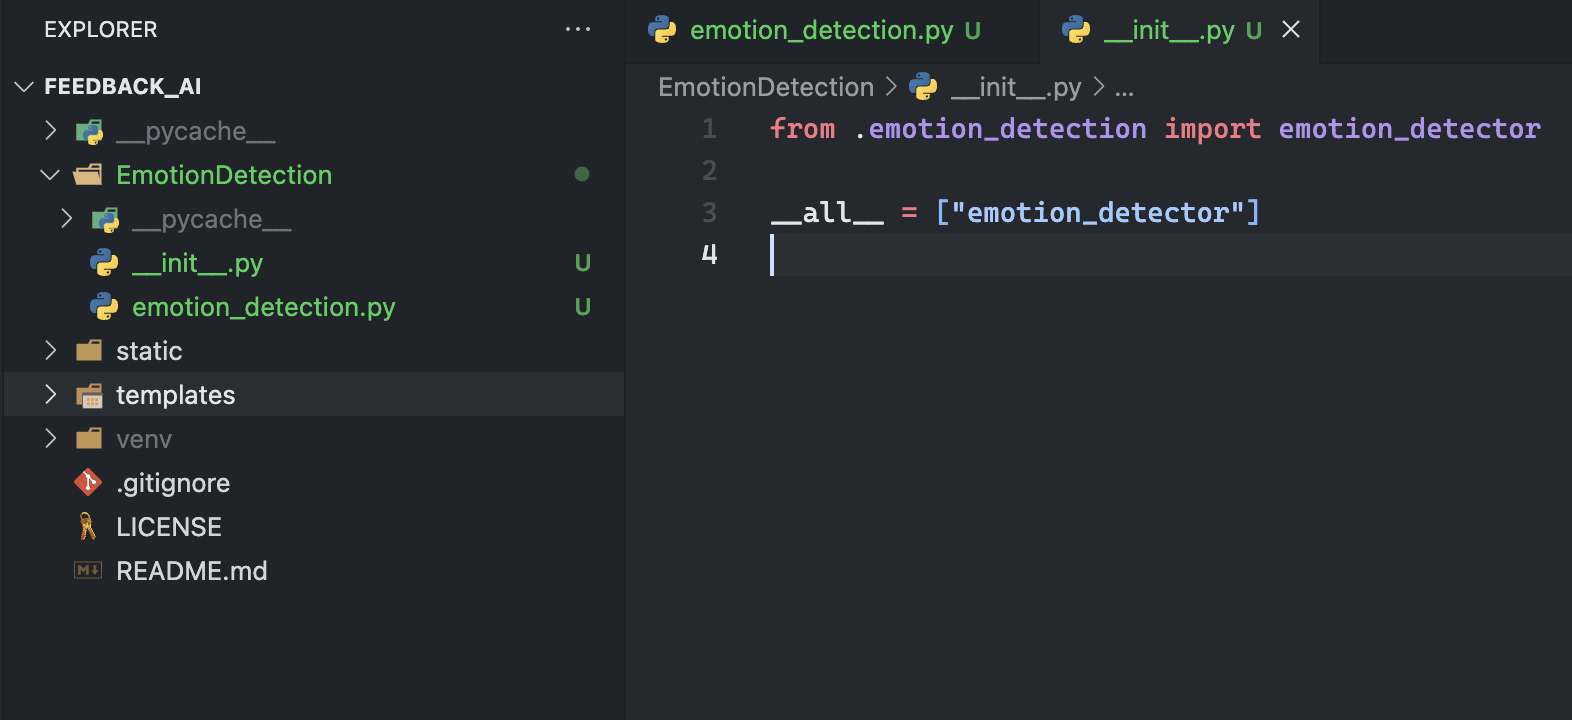 EXPLORER
...
FEEDBACK_AI
__pycache__
EmotionDetection
__pycache__
__init__.py U
emotion_detection.py U
static
templates
venv
.gitignore
LICENSE
README.md
emotion_detection.py U
__init__.py U
EmotionDetection > __init__.py > ...
1 from .emotion_detection import emotion_detector
2
3 __all__ = ["emotion_detector"]
4